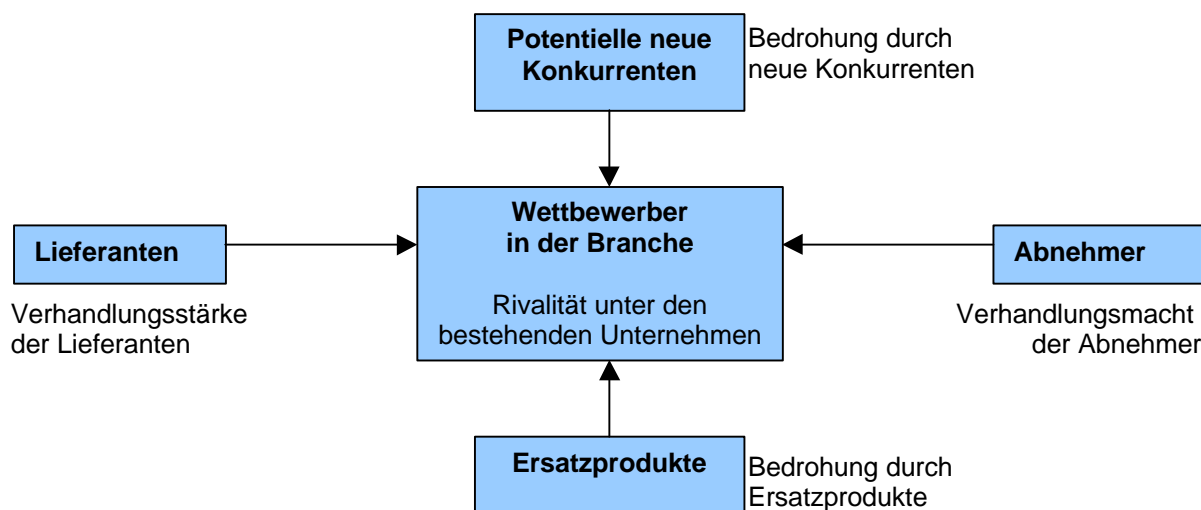 Potentielle neue
Konkurrenten
Bedrohung durch
neue Konkurrenten
Wettbewerber
in der Branche
Rivalität unter den
bestehenden Unternehmen
Lieferanten
Verhandlungsstärke
der Lieferanten
Abnehmer
Verhandlungsmacht
der Abnehmer
Ersatzprodukte
Bedrohung durch
Ersatzprodukte